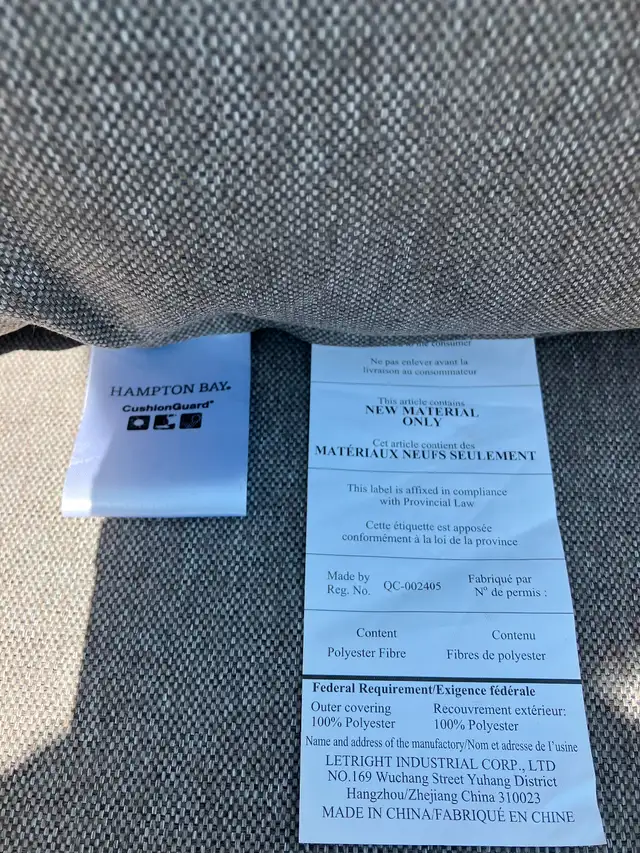 HAMPTON BAY®
CushionGuard™
to the consumer
Ne pas enlever avant la
livraison au consommateur
This article contains
NEW MATERIAL
ONLY
Cet article contient des
MATÉRIAUX NEUFS SEULEMENT
This label is affixed in compliance
with Provincial Law
Cette étiquette est apposée
conformément à la loi de la province
Made by
Reg. No.
QC-002405
Fabriqué par
N° de permis :
Content
Contenu
Polyester Fibre
Fibres de polyester
Federal Requirement/Exigence fédérale
Outer covering
100% Polyester
Recouvrement extérieur:
100% Polyester
Name and address of the manufactory/Nom et adresse de l'usine
LETRIGHT INDUSTRIAL CORP., LTD
NO.169 Wuchang Street Yuhang District
Hangzhou/Zhejiang China 310023
MADE IN CHINA/FABRIQUÉ EN CHINE